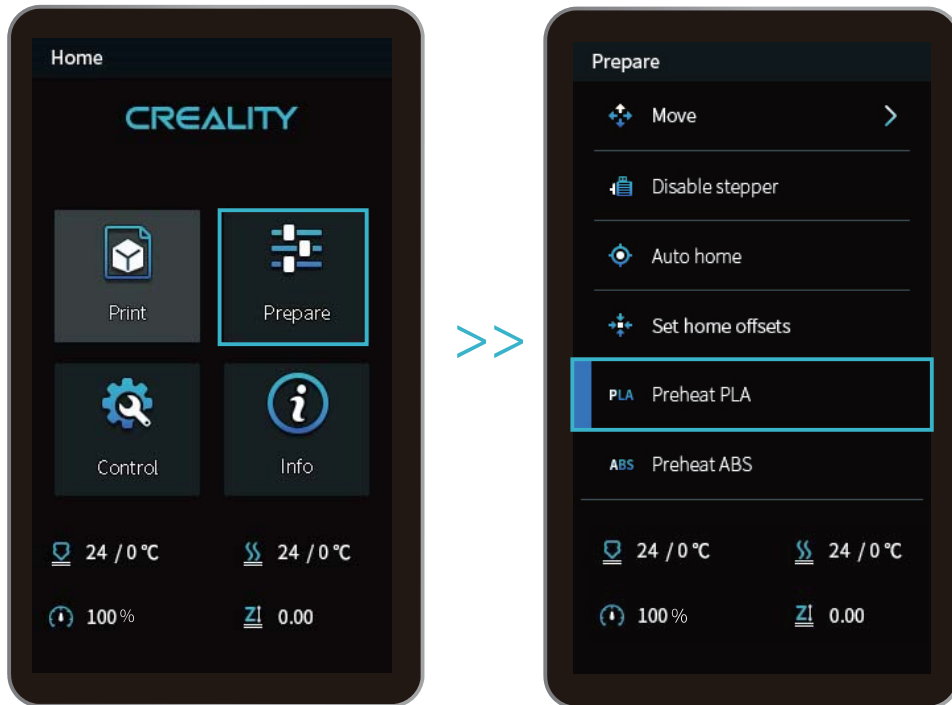 Home
CREALITY
Print
Prepare
Control
Info
24 / 0 ℃
24 / 0 ℃
100 %
Z
0.00
>>
Prepare
Move
Disable stepper
Auto home
Set home offsets
PLA Preheat PLA
ABS Preheat ABS
24 / 0 ℃
24 / 0 ℃
100 %
Z
0.00